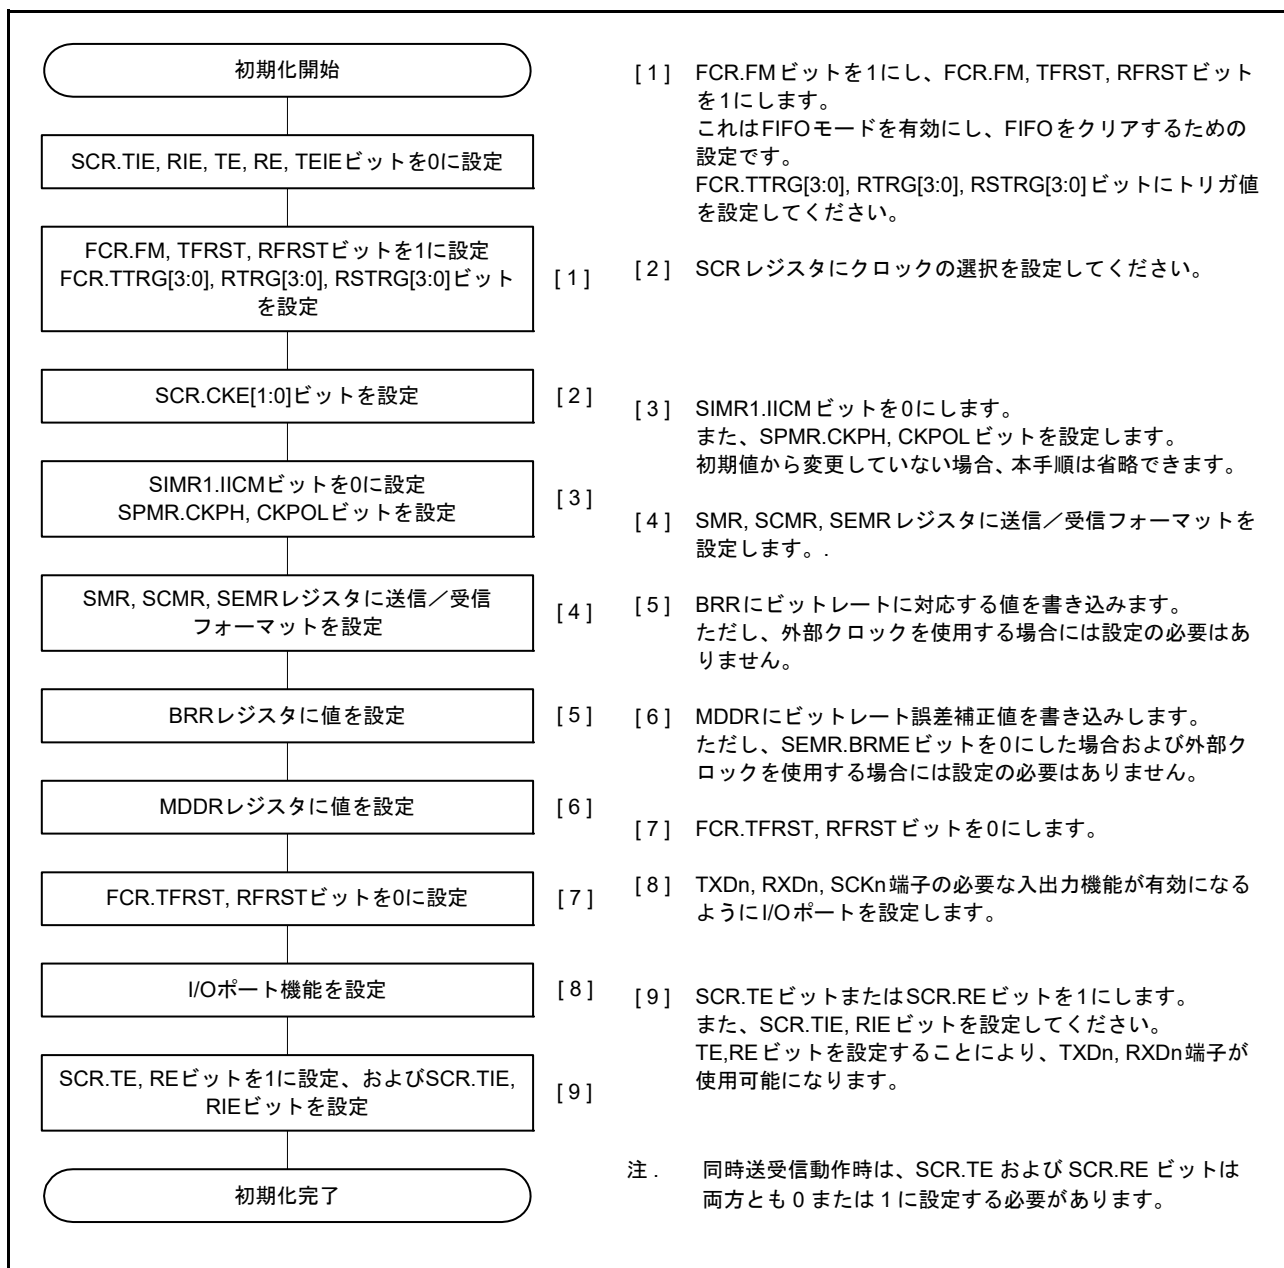 初期化開始
SCR.TIE, RIE, TE, RE, TEIEビットを0に設定
FCR.FM, TFRST, RFRSTビットを1に設定
FCR.TTRG[3:0], RTRG[3:0], RSTRG[3:0]ビット
を設定
[ 1 ]
SCR.CKE[1:0]ビットを設定
[ 2 ]
SIMR1.IICMビットを0に設定
SPMR.CKPH, CKPOLビットを設定
[ 3 ]
SMR, SCMR, SEMRレジスタに送信／受信
フォーマットを設定
[ 4 ]
BRRレジスタに値を設定
[ 5 ]
MDDRレジスタに値を設定
[ 6 ]
FCR.TFRST, RFRSTビットを0に設定
[ 7 ]
I/Oポート機能を設定
[ 8 ]
SCR.TE, REビットを1に設定、およびSCR.TIE,
RIEビットを設定
[ 9 ]
初期化完了
[ 1 ] FCR.FMビットを1にし、FCR.FM, TFRST, RFRSTビット
を1にします。
これはFIFOモードを有効にし、FIFOをクリアするための
設定です。
FCR.TTRG[3:0], RTRG[3:0], RSTRG[3:0]ビットにトリガ値
を設定してください。
[ 2 ] SCRレジスタにクロックの選択を設定してください。
[ 3 ] SIMR1.IICMビットを0にします。
また、SPMR.CKPH, CKPOLビットを設定します。
初期値から変更していない場合、本手順は省略できます。
[ 4 ] SMR, SCMR, SEMRレジスタに送信／受信フォーマットを
設定します。.
[ 5 ] BRRにビットレートに対応する値を書き込みます。
ただし、外部クロックを使用する場合には設定の必要はあ
りません。
[ 6 ] MDDRにビットレート誤差補正値を書き込みします。
ただし、SEMR.BRMEビットを0にした場合および外部ク
ロックを使用する場合には設定の必要はありません。
[ 7 ] FCR.TFRST, RFRSTビットを0にします。
[ 8 ] TXDn, RXDn, SCKn端子の必要な入出力機能が有効になる
ようにI/Oポートを設定します。
[ 9 ] SCR.TEビットまたはSCR.REビットを1にします。
また、SCR.TIE, RIEビットを設定してください。
TE,REビットを設定することにより、TXDn, RXDn端子が
使用可能になります。
注 . 同時送受信動作時は、SCR.TE および SCR.RE ビットは
両方とも 0 または 1 に設定する必要があります。